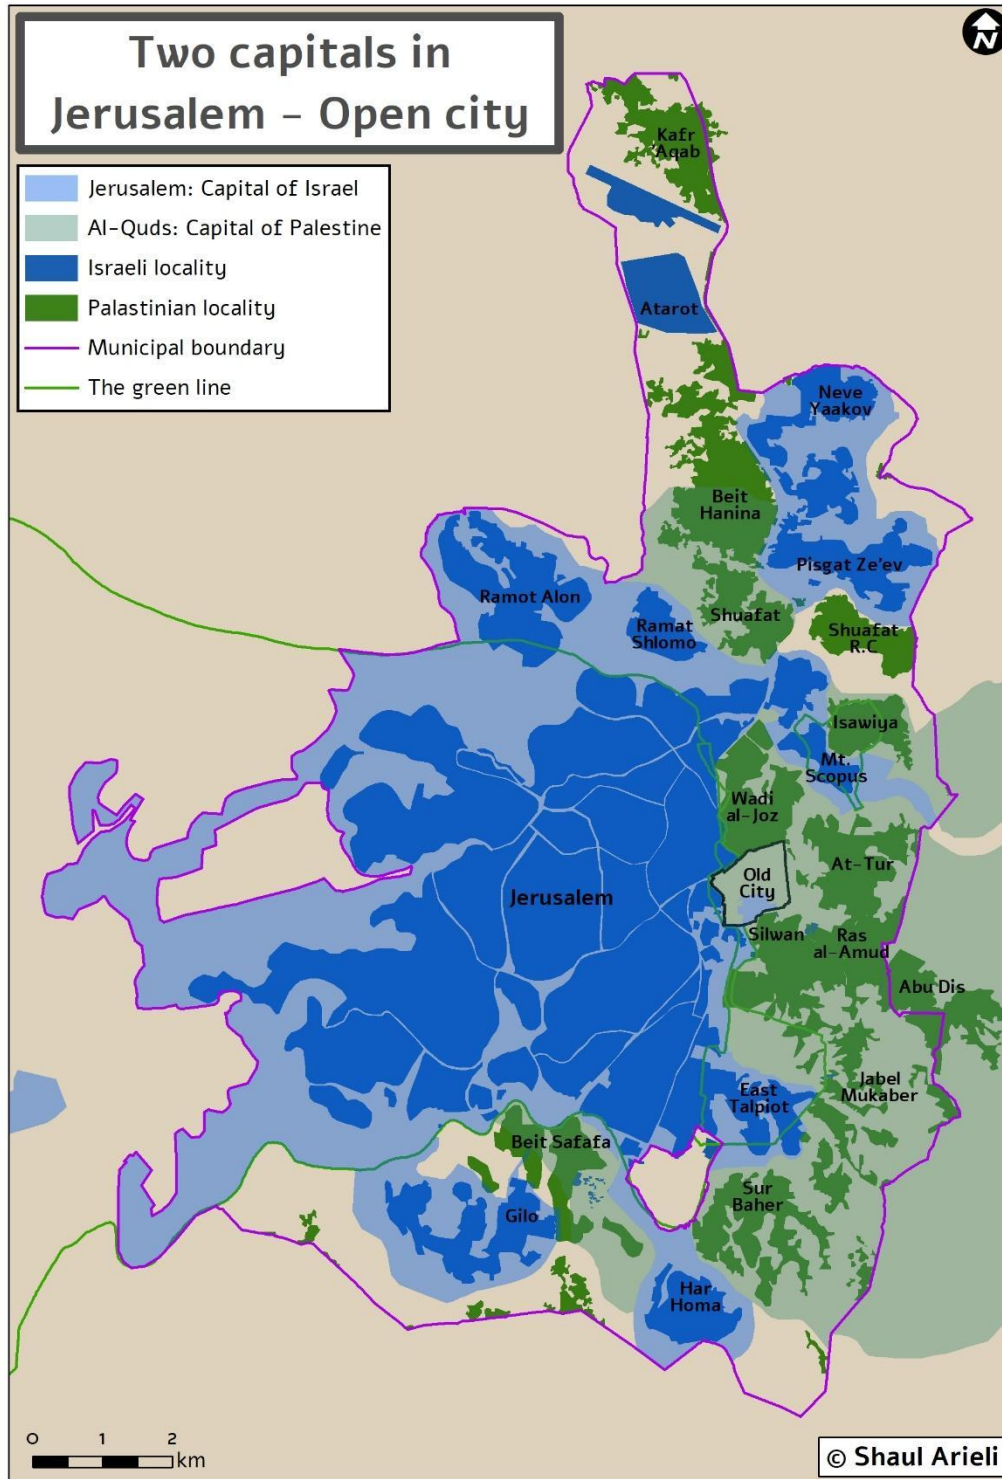 Two capitals in
Jerusalem – Open city
N
Jerusalem: Capital of Israel
Al-Quds: Capital of Palestine
Israeli locality
Palastinian locality
Municipal boundary
The green line
Kafr
'Aqab
Atarot
Neve
Yaakov
Beit
Hanina
Pisgat Ze'ev
Ramot Alon
Ramat
Shlomo
Shuafat
Shuafat
R.C
Isawiya
Mt.
Scopus
Wadi
al-Joz
At-Tur
Old
City
Jerusalem
Silwan
Ras
al-Amud
Abu Dis
East
Talpiot
Jabel
Mukaber
Beit Safafa
Gilo
Sur
Baher
Har
Homa
0 1 2
km
© Shaul Arieli